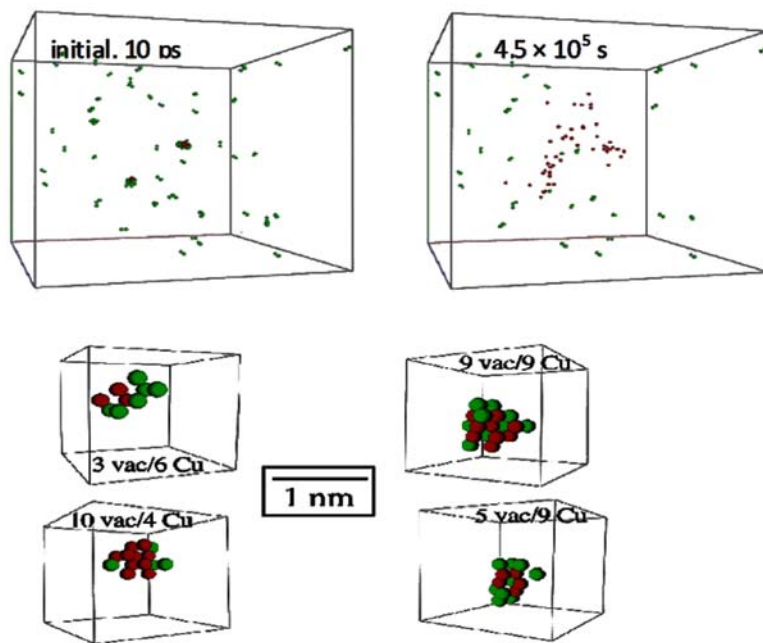 initial. 10 ps
4.5 × 10⁵ s
9 vac/9 Cu
3 vac/6 Cu
1 nm
10 vac/4 Cu
5 vac/9 Cu